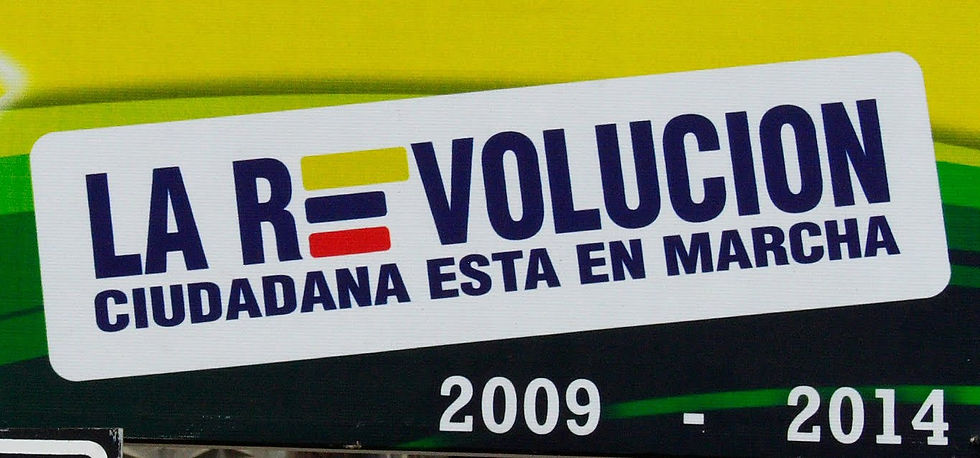 LA REVOLUCION
CIUDADANA ESTA EN MARCHA
2009 - 2014